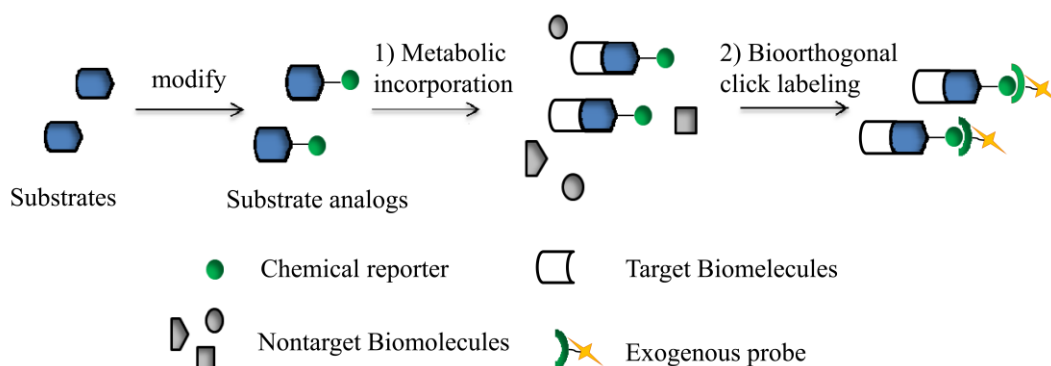 modify
1) Metabolic
incorporation
2) Bioorthogonal
click labeling
Substrates
Substrate analogs
Chemical reporter
Target Biomelecules
Nontarget Biomolecules
Exogenous probe